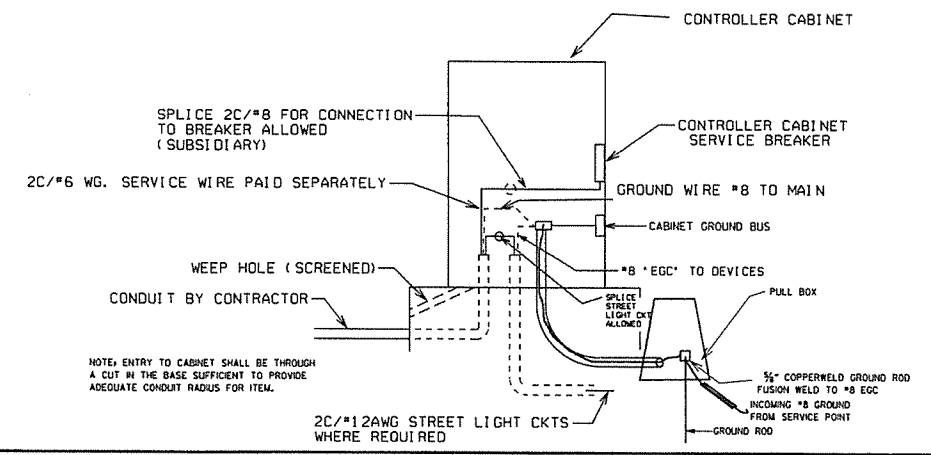 CONTROLLER CABINET
SPLICE 2C/#8 FOR CONNECTION
TO BREAKER ALLOWED
(SUBSIDIARY)
CONTROLLER CABINET
SERVICE BREAKER
2C/#6 WG. SERVICE WIRE PAID SEPARATELY
GROUND WIRE #8 TO MAIN
CABINET GROUND BUS
WEEP HOLE (SCREENED)
#8 "EGC" TO DEVICES
CONDUIT BY CONTRACTOR
SPLICE
STREET
LIGHT CKT
ALLOWED
PULL BOX
NOTE: ENTRY TO CABINET SHALL BE THROUGH
A CUT IN THE BASE SUFFICIENT TO PROVIDE
ADEQUATE CONDUIT RADIUS FOR ITEM.
⅝" COPPERWELD GROUND ROD
FUSION WELD TO #8 EGC
INCOMING #8 GROUND
FROM SERVICE POINT
2C/#12AWG STREET LIGHT CKTS
WHERE REQUIRED
GROUND ROD